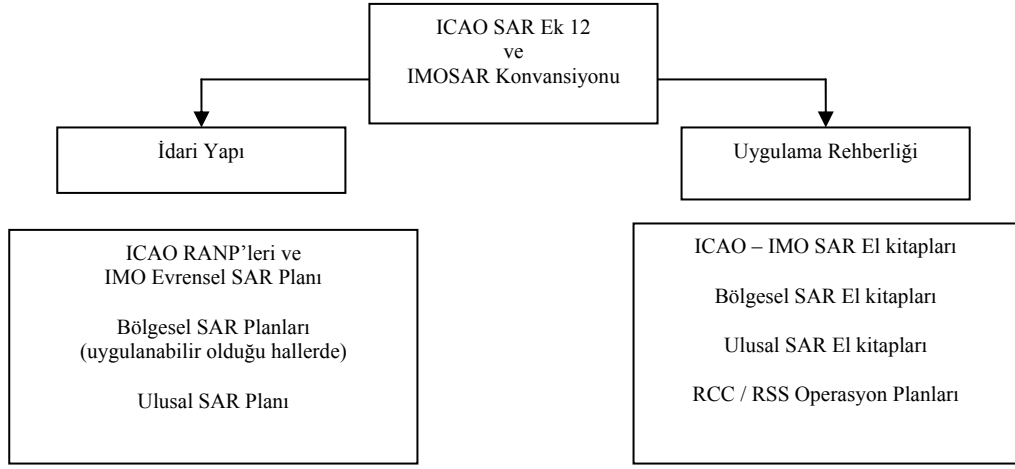 ICAO SAR Ek 12
ve
IMOSAR Konvansiyonu
İdari Yapı
Uygulama Rehberliği
ICAO RANP’leri ve
IMO Evrensel SAR Planı
Bölgesel SAR Planları
(uygulanabilir olduğu hallerde)
Ulusal SAR Planı
ICAO – IMO SAR El kitapları
Bölgesel SAR El kitapları
Ulusal SAR El kitapları
RCC / RSS Operasyon Planları